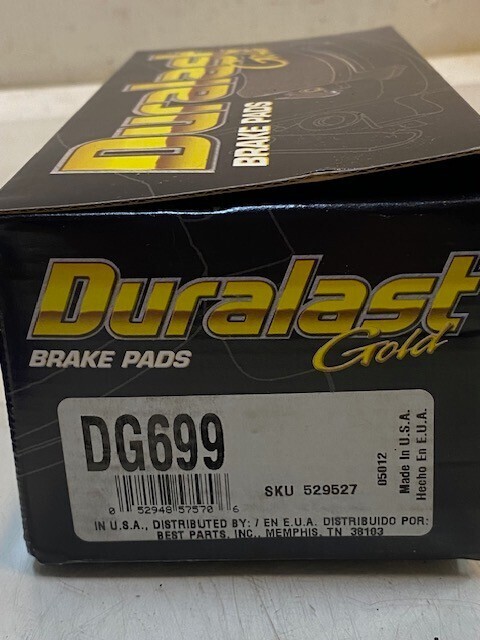 Duralast
Gold
BRAKE PADS
Duralast
Gold
BRAKE PADS
DG699
0 52948 57570 6
SKU 529527
05012
Made In U.S.A.
Hecho En E.U.A.
IN U.S.A., DISTRIBUTED BY: / EN E.U.A. DISTRIBUIDO POR:
BEST PARTS, INC., MEMPHIS, TN 38103